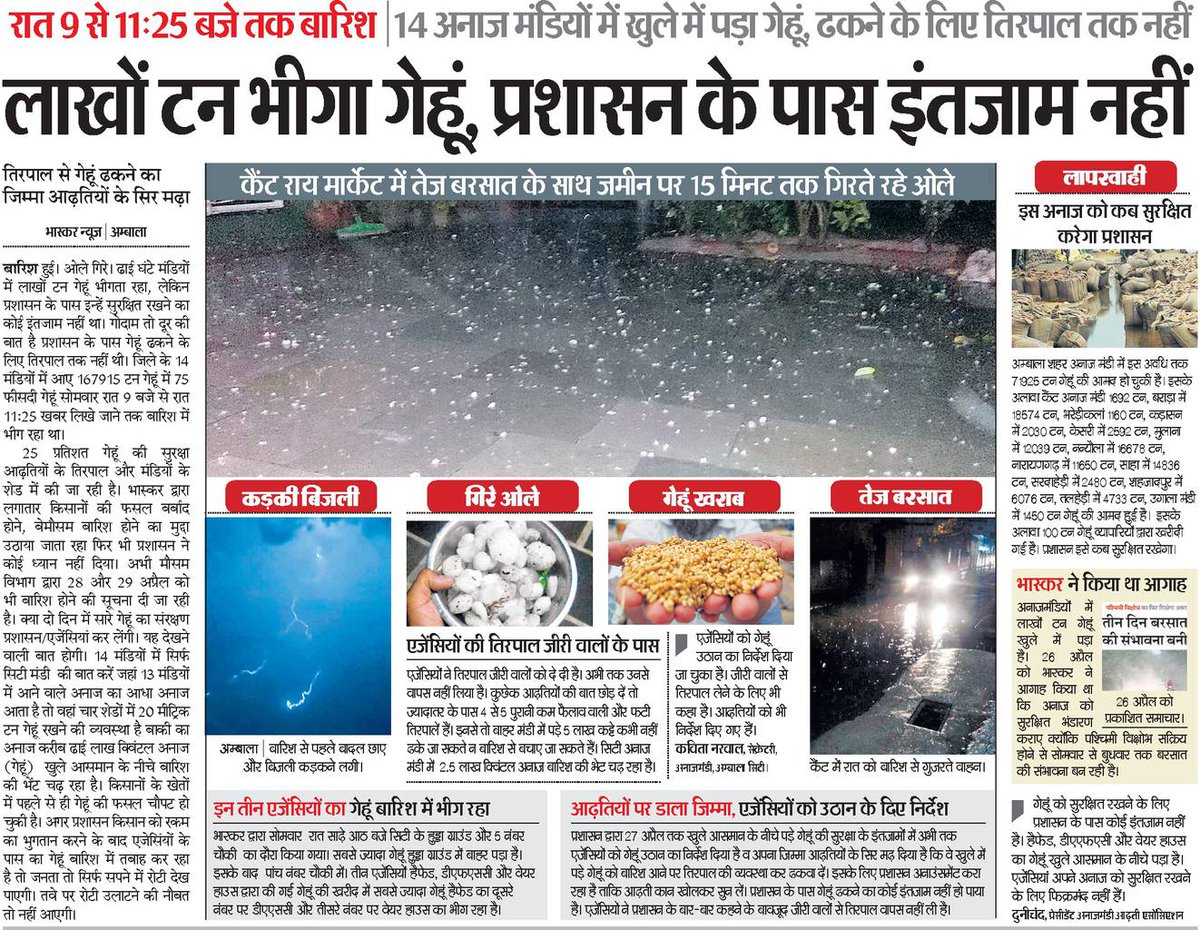 रात 9 से 11:25 बजे तक बारिश
14 अनाज मंडियों में खुले में पड़ा गेहूं, ढकने के लिए तिरपाल तक नहीं
लाखों टन भीगा गेहूं, प्रशासन के पास इंतजाम नहीं
तिरपाल से गेहूं ढकने का
जिम्मा आढ़तियों के सिर मढ़ा
भास्कर न्यूज | अम्बाला
बारिश हुई। ओले गिरे। ढाई घंटे मंडियों
में लाखों टन गेहूं भीगता रहा, लेकिन
प्रशासन के पास इन्हें सुरक्षित रखने का
कोई इंतजाम नहीं था। गोदाम तो दूर की
बात है प्रशासन के पास गेहूं ढकने के
लिए तिरपाल तक नहीं थी। जिले के 14
मंडियों में आए 167915 टन गेहूं में 75
फीसदी गेहूं सोमवार रात 9 बजे से रात
11:25 खबर लिखे जाने तक बारिश में
भीग रहा था।
25 प्रतिशत गेहूं की सुरक्षा
आढ़तियों के तिरपाल और मंडियों के
शेड में की जा रही है। भास्कर द्वारा
लगातार किसानों की फसल बर्बाद
होने, बेमौसम बारिश होने का मुद्दा
उठाया जाता रहा फिर भी प्रशासन ने
कोई ध्यान नहीं दिया। अभी मौसम
विभाग द्वारा 28 और 29 अप्रैल को
भी बारिश होने की सूचना दी जा रही
है। क्या दो दिन में सारे गेहूं का संरक्षण
प्रशासन/एजेंसियां कर लेंगी। यह देखने
वाली बात होगी। 14 मंडियों में सिर्फ
सिटी मंडी की बात करें जहां 13 मंडियों
में आने वाले अनाज का आधा अनाज
आता है तो वहां चार शेडों में 20 मीट्रिक
टन गेहूं रखने की व्यवस्था है बाकी का
अनाज करीब ढाई लाख क्विंटल अनाज
(गेहूं) खुले आसमान के नीचे बारिश
की भेंट चढ़ रहा है। किसानों के खेतों
में पहले से ही गेहूं की फसल चौपट हो
चुकी है। अगर प्रशासन किसान को रकम
का भुगतान करने के बाद एजेंसियों के
पास का गेहूं बारिश में तबाह कर रहा
है तो जनता तो सिर्फ सपने में रोटी देख
पाएगी। तवे पर रोटी उलाटने की नौबत
तो नहीं आएगी।
कैंट राय मार्केट में तेज बरसात के साथ जमीन पर 15 मिनट तक गिरते रहे ओले
कड़की बिजली
अम्बाला | बारिश से पहले बादल छाए
और बिजली कड़कने लगी।
गिरे ओले
गेहूं खराब
तेज बरसात
कैंट में रात को बारिश से गुजरते वाहन।
एजेंसियों की तिरपाल जीरी वालों के पास
एजेंसियों ने तिरपाल जीरी वालों को दे दी है। अभी तक उनसे
वापस नहीं लिया है। कुछेक आढ़तियों की बात छोड़ दें तो
ज्यादातर के पास 4 से 5 पुरानी कम फैलाव वाली और फटी
तिरपालें हैं। इनसे तो बाहर मंडी में पड़े 5 लाख कट्टे कभी नहीं
ढके जा सकते न बारिश से बचाए जा सकते हैं। सिटी अनाज
मंडी में 2.5 लाख क्विंटल अनाज बारिश की भेंट चढ़ रहा है।
एजेंसियों को गेहूं
उठान का निर्देश दिया
जा चुका है। जीरी वालों से
तिरपाल लेने के लिए भी
कहा है। आढ़तियों को भी
निर्देश दिए गए हैं।
कविता नरवाल, सेक्रेटरी,
अनाजमंडी, अम्बाला सिटी।
इन तीन एजेंसियों का गेहूं बारिश में भीग रहा
भास्कर द्वारा सोमवार रात साढ़े आठ बजे सिटी के हुड्डा ग्राउंड और 5 नंबर
चौकी का दौरा किया गया। सबसे ज्यादा गेहूं हुड्डा ग्राउंड में बाहर पड़ा है।
इसके बाद पांच नंबर चौकी में। तीन एजेंसियों हैफेड, डीएफएससी और वेयर
हाउस द्वारा की गई गेहूं की खरीद में सबसे ज्यादा गेहूं हैफेड का दूसरे
नंबर पर डीएफएससी और तीसरे नंबर पर वेयर हाउस का भीग रहा है।
आढ़तियों पर डाला जिम्मा, एजेंसियों को उठान के दिए निर्देश
प्रशासन द्वारा 27 अप्रैल तक खुले आसमान के नीचे पड़े गेहूं की सुरक्षा के इंतजामों में अभी तक
एजेंसियों को गेहूं उठान का निर्देश दिया है व अपना जिम्मा आढ़तियों के सिर मढ़ दिया है कि वे खुले में
पड़े गेहूं को बारिश आने पर तिरपाल की व्यवस्था कर ढकवा दें। इसके लिए प्रशासन अनाउंसमेंट करा
रहा है ताकि आढ़ती कान खोलकर सुन लें। प्रशासन के पास गेहूं ढकने का कोई इंतजाम नहीं हो पाया
है। एजेंसियों ने प्रशासन के बार-बार कहने के बावजूद जीरी वालों से तिरपाल वापस नहीं ली है।
लापरवाही
इस अनाज को कब सुरक्षित
करेगा प्रशासन
अम्बाला शहर अनाज मंडी में इस अवधि तक
71925 टन गेहूं की आमद हो चुकी है। इसके
अलावा कैंट अनाज मंडी 1692 टन, बराड़ा में
18574 टन, भरेड़ीकलां 1160 टन, कड़ासन
में 2030 टन, केसरी में 2592 टन, मुलाना
में 12039 टन, नन्यौला में 16678 टन,
नारायणगढ़ में 11650 टन, साहा में 14836
टन, सरवाहेड़ी में 2480 टन, शहजादपुर में
6076 टन, तलहेड़ी में 4733 टन, उगाला मंडी
में 1450 टन गेहूं की आमद हुई है। इसके
अलावा 100 टन गेहूं व्यापारियों द्वारा खरीदी
गई है। प्रशासन इसे कब सुरक्षित रखेगा।
भास्कर ने किया था आगाह
अनाजमंडियों में
लाखों टन गेहूं
खुले में पड़ा
है। 26 अप्रैल
को भास्कर ने
आगाह किया था
कि अनाज को
सुरक्षित भंडारण
कराए क्योंकि पश्चिमी विक्षोभ सक्रिय
होने से सोमवार से बुधवार तक बरसात
की संभावना बन रही है।
पश्चिमी विक्षोभ का फिर दिखेगा असर
तीन दिन बरसात
की संभावना बनी
26 अप्रैल को
प्रकाशित समाचार।
गेहूं को सुरक्षित रखने के लिए
प्रशासन के पास कोई इंतजाम नहीं
है। हैफेड, डीएफएफसी और वेयर हाउस
का गेहूं खुले आसमान के नीचे पड़ा है।
एजेंसियां अपने अनाज को सुरक्षित रखने के
लिए फिक्रमंद नहीं हैं।
दुनीचंद, प्रेसीडेंट अनाजमंडी आढ़ती एसोसिएशन